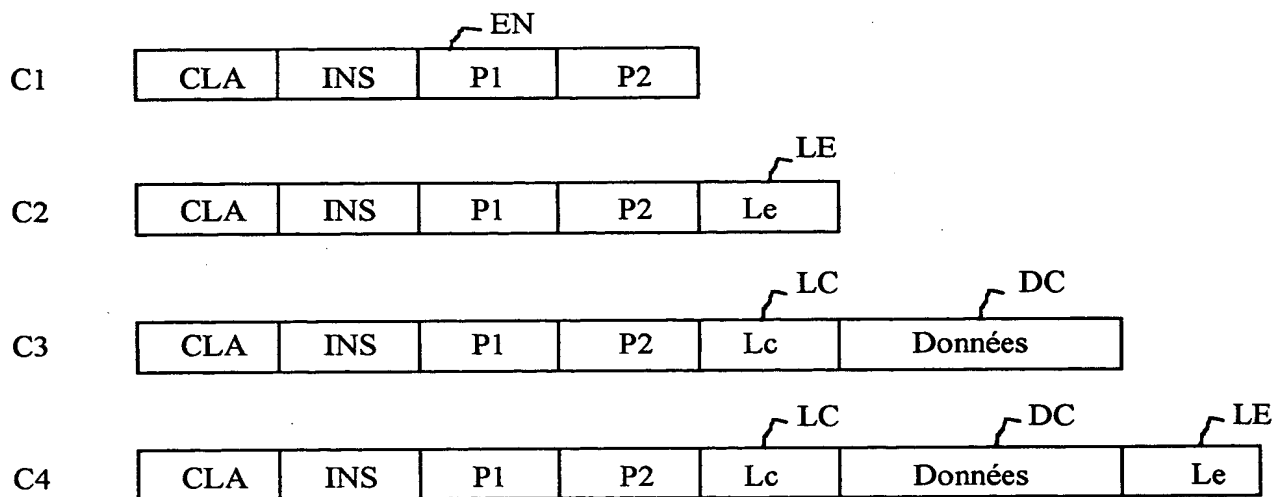 EN
C1 CLA INS P1 P2
LE
C2 CLA INS P1 P2 Le
LC DC
C3 CLA INS P1 P2 Lc Données
LC DC LE
C4 CLA INS P1 P2 Lc Données Le